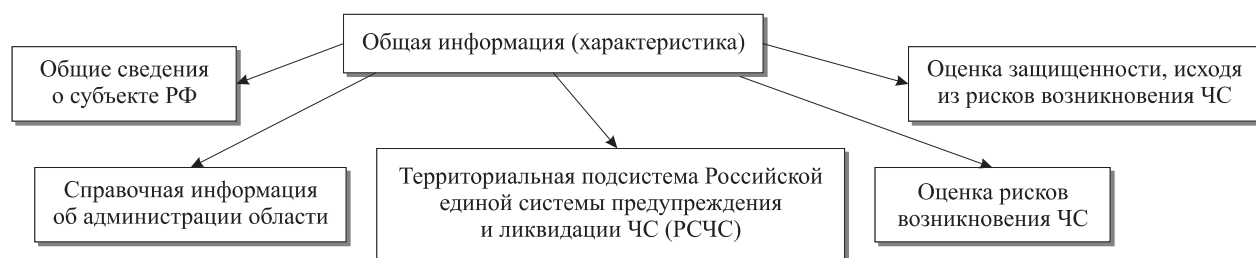 Общая информация (характеристика)
Общие сведения
о субъекте РФ
Оценка защищенности, исходя
из рисков возникновения ЧС
Справочная информация
об администрации области
Территориальная подсистема Российской
единой системы предупреждения
и ликвидации ЧС (РСЧС)
Оценка рисков
возникновения ЧС